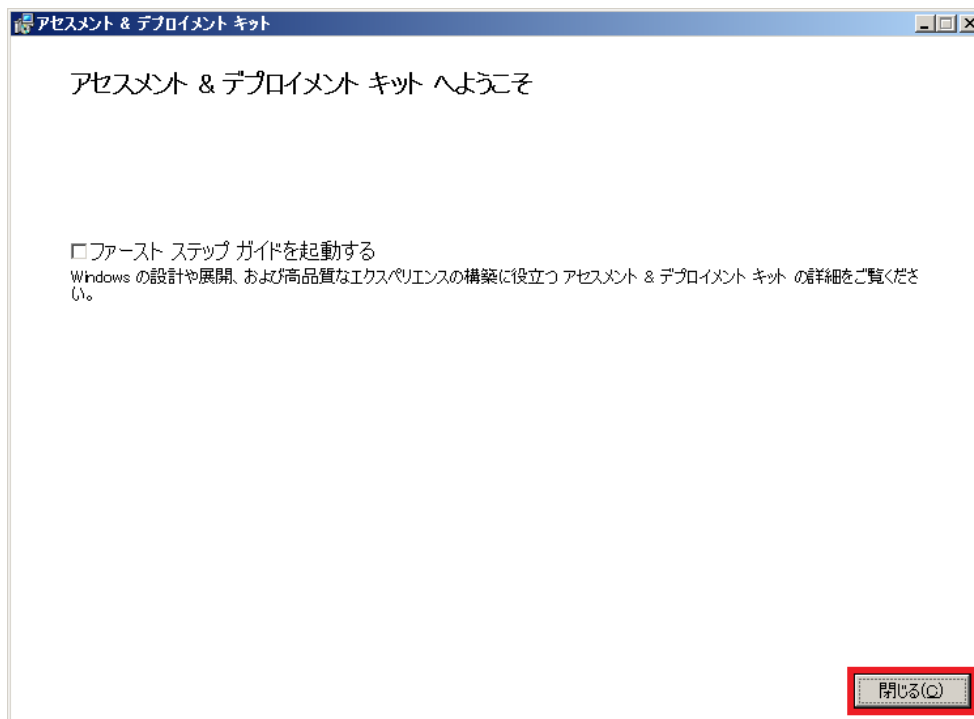 アセスメント & デプロイメント キット
アセスメント & デプロイメント キット へようこそ
ファースト ステップ ガイドを起動する
Windows の設計や展開、および高品質なエクスペリエンスの構築に役立つ アセスメント & デプロイメント キット の詳細をご覧くださ
い。
閉じる(C)